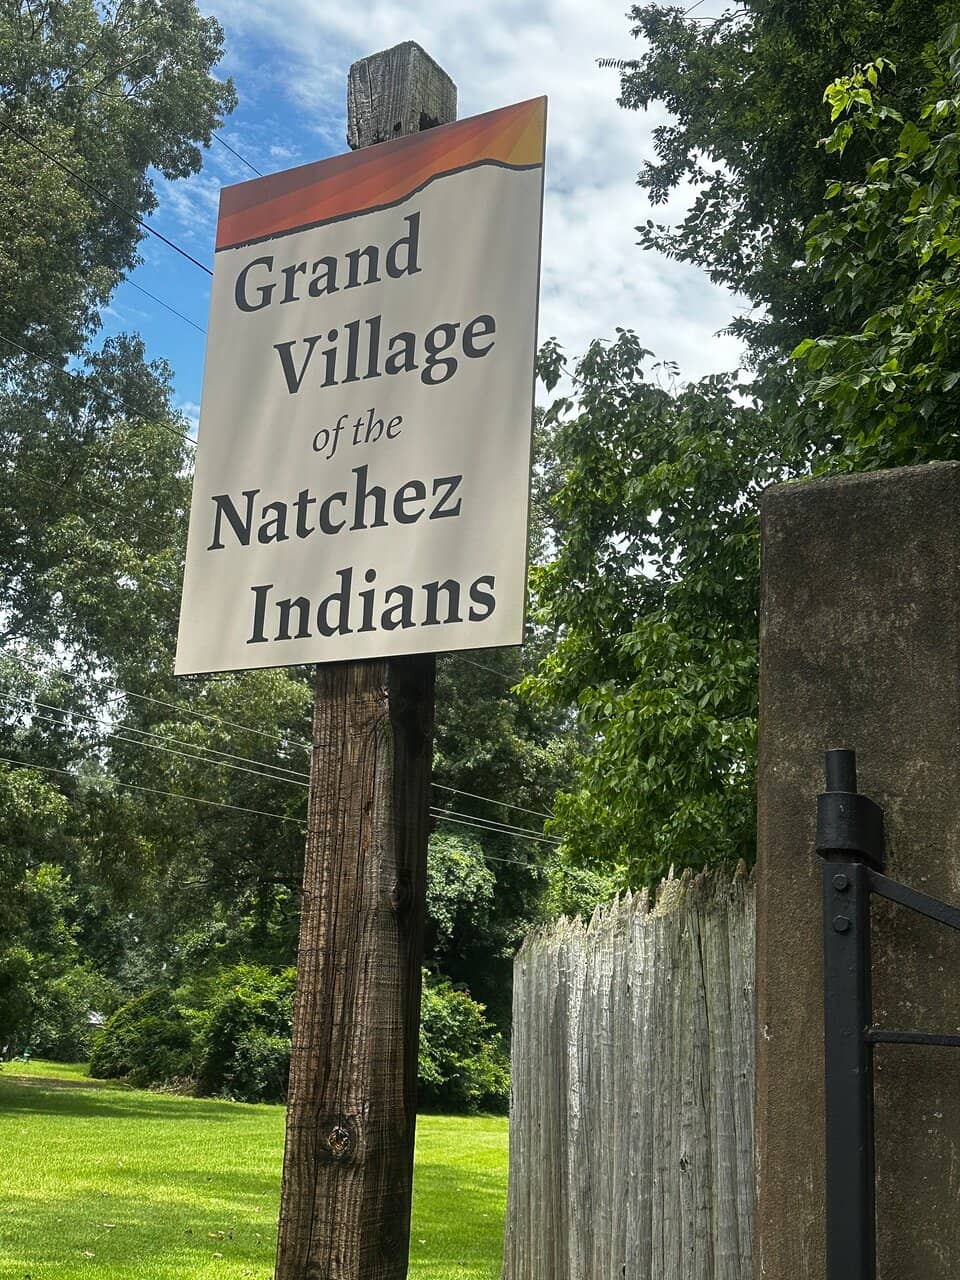 Grand
Village
of the
Natchez
Indians